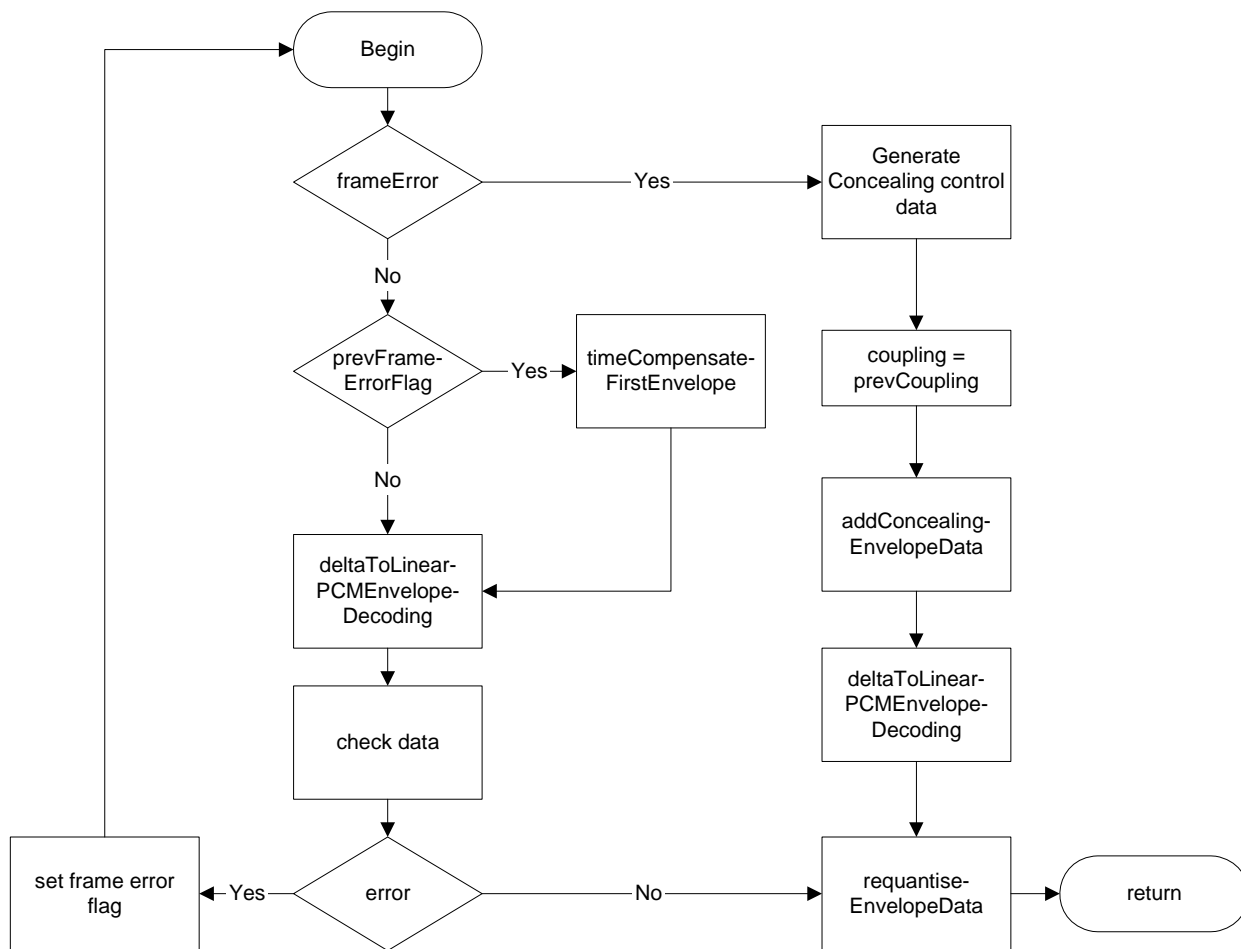 Begin
frameError
Yes
Generate
Concealing control
data
No
prevFrame-
ErrorFlag
Yes
timeCompensate-
FirstEnvelope
coupling =
prevCoupling
No
deltaToLinear-
PCMEnvelope-
Decoding
addConcealing-
EnvelopeData
check data
deltaToLinear-
PCMEnvelope-
Decoding
set frame error
flag
Yes
error
No
requantise-
EnvelopeData
return